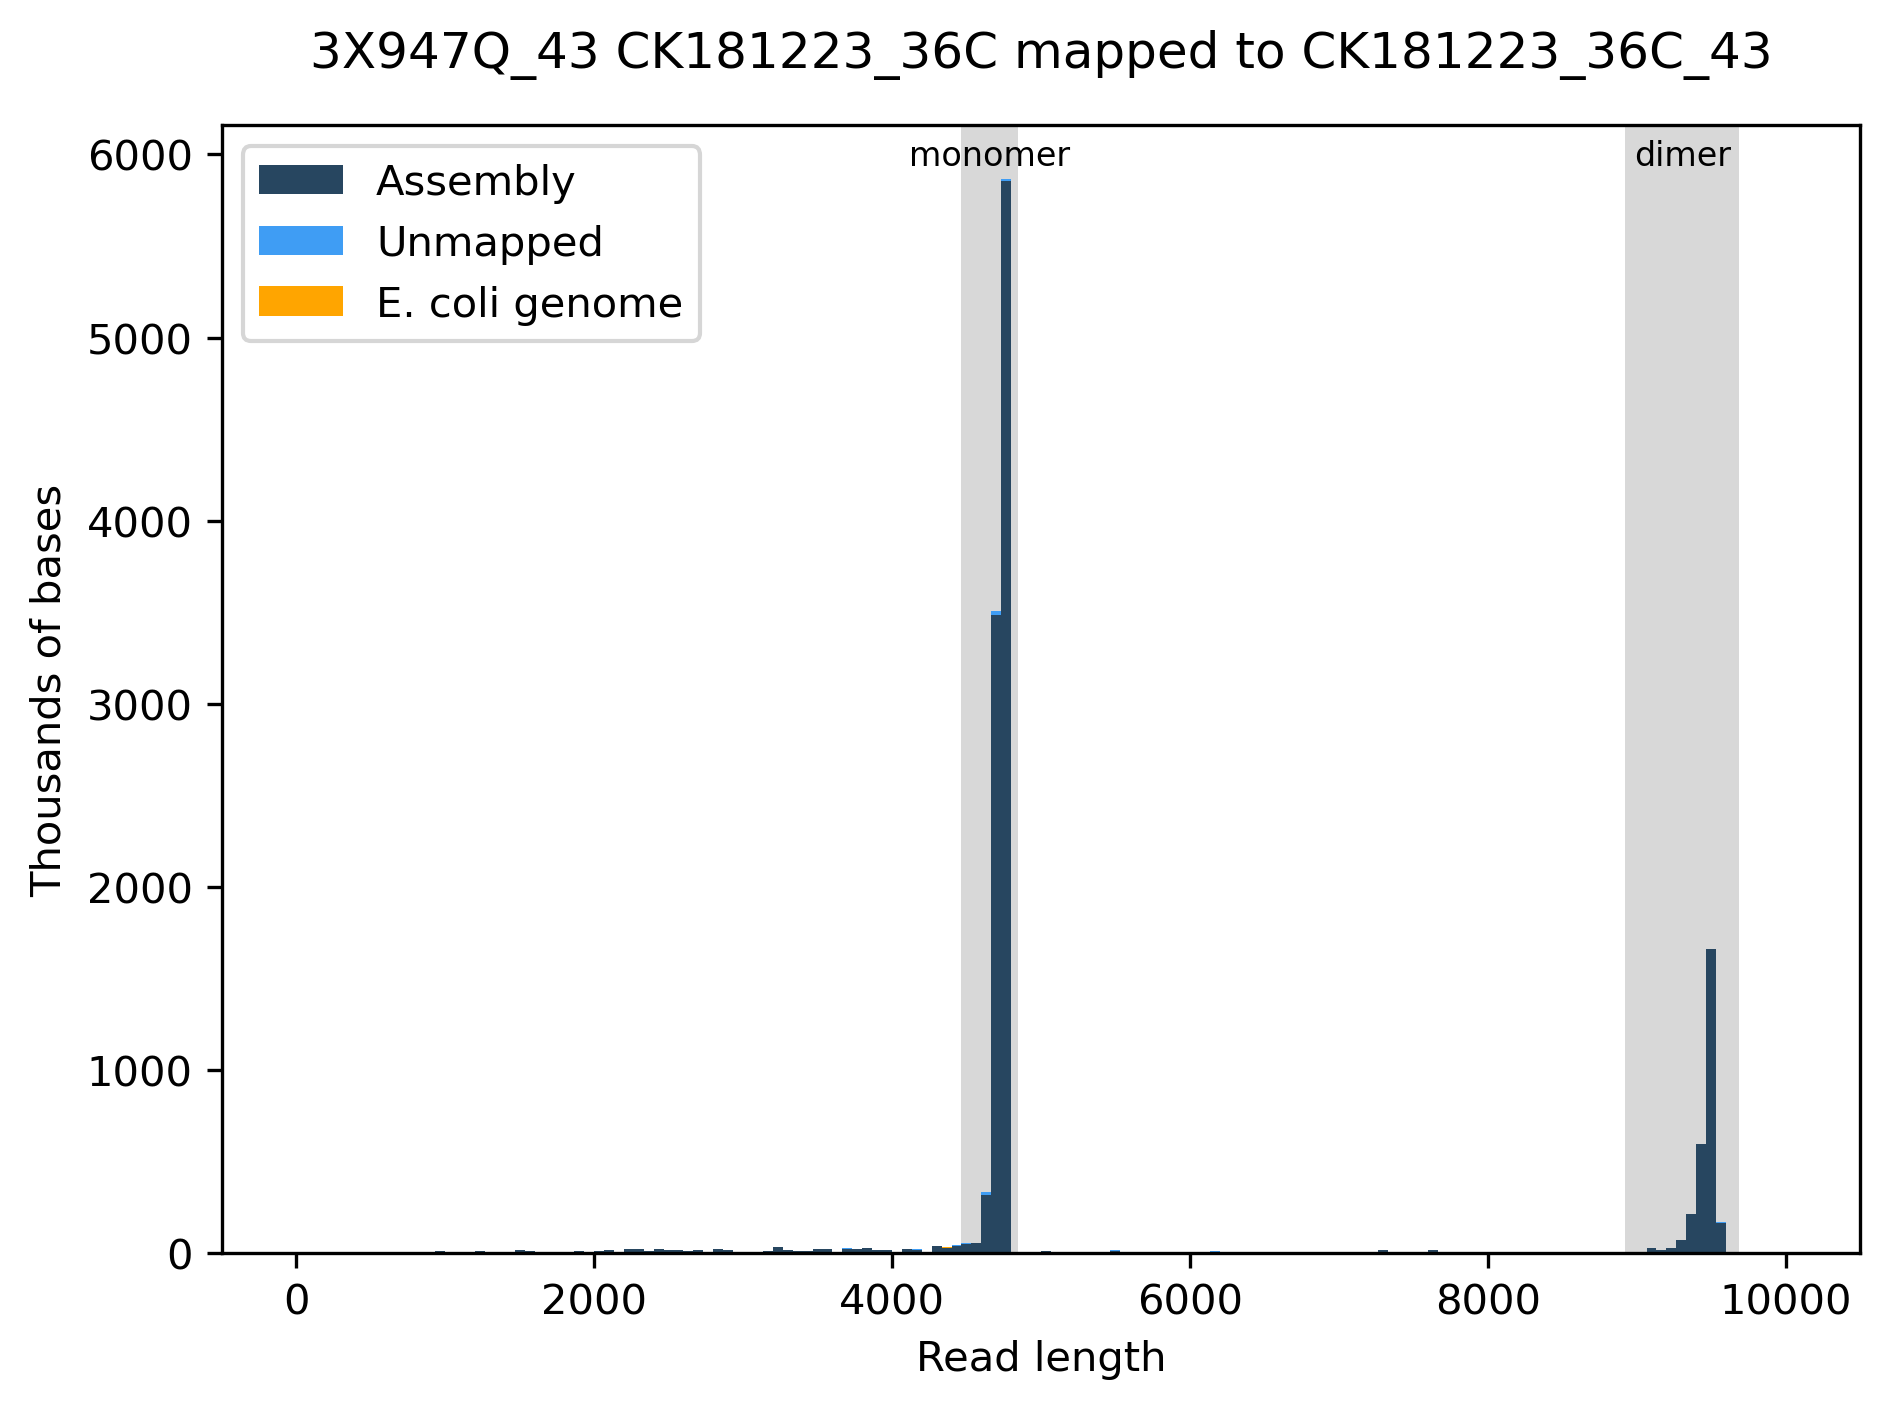 3X947Q_43 CK181223_36C mapped to CK181223_36C_43
monomer
dimer
Assembly
Unmapped
E. coli genome
6000
5000
4000
3000
2000
1000
0
Thousands of bases
0 2000 4000 6000 8000 10000
Read length